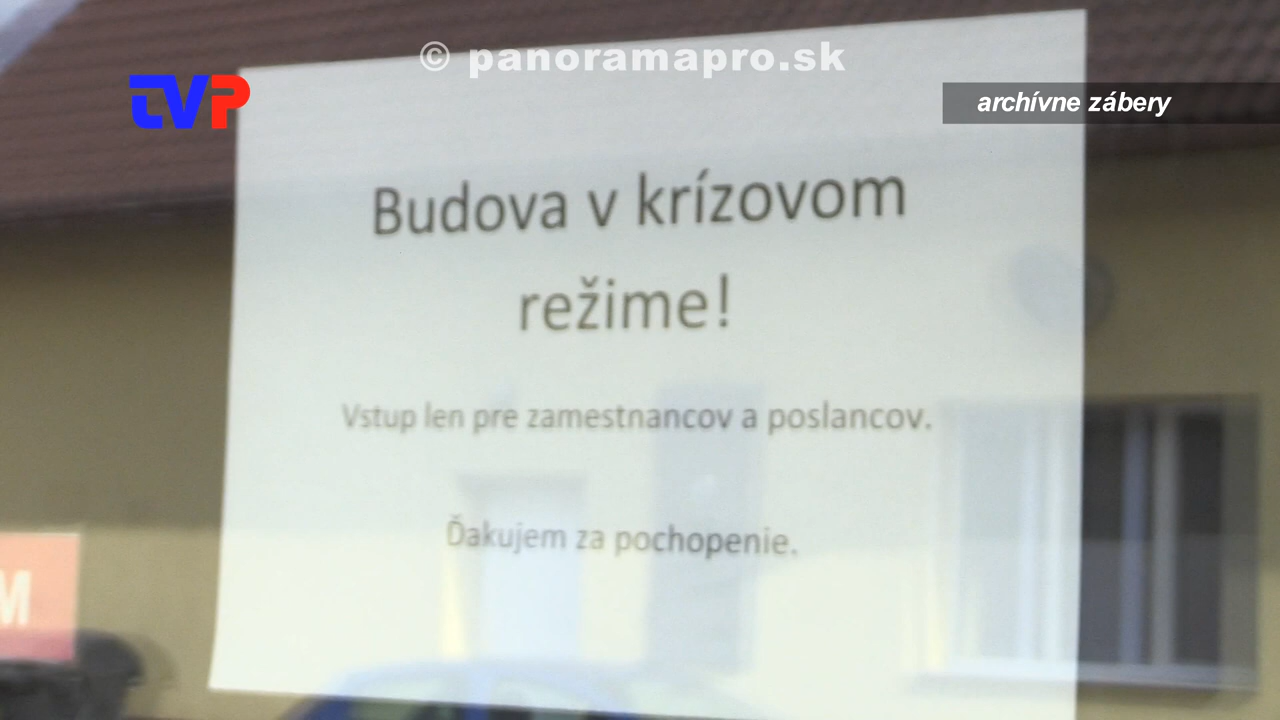 © panoramapro.sk
TVP
archívne zábery
Budova v krízovom
režime!
Vstup len pre zamestnancov a poslancov.
Ďakujem za pochopenie.
M